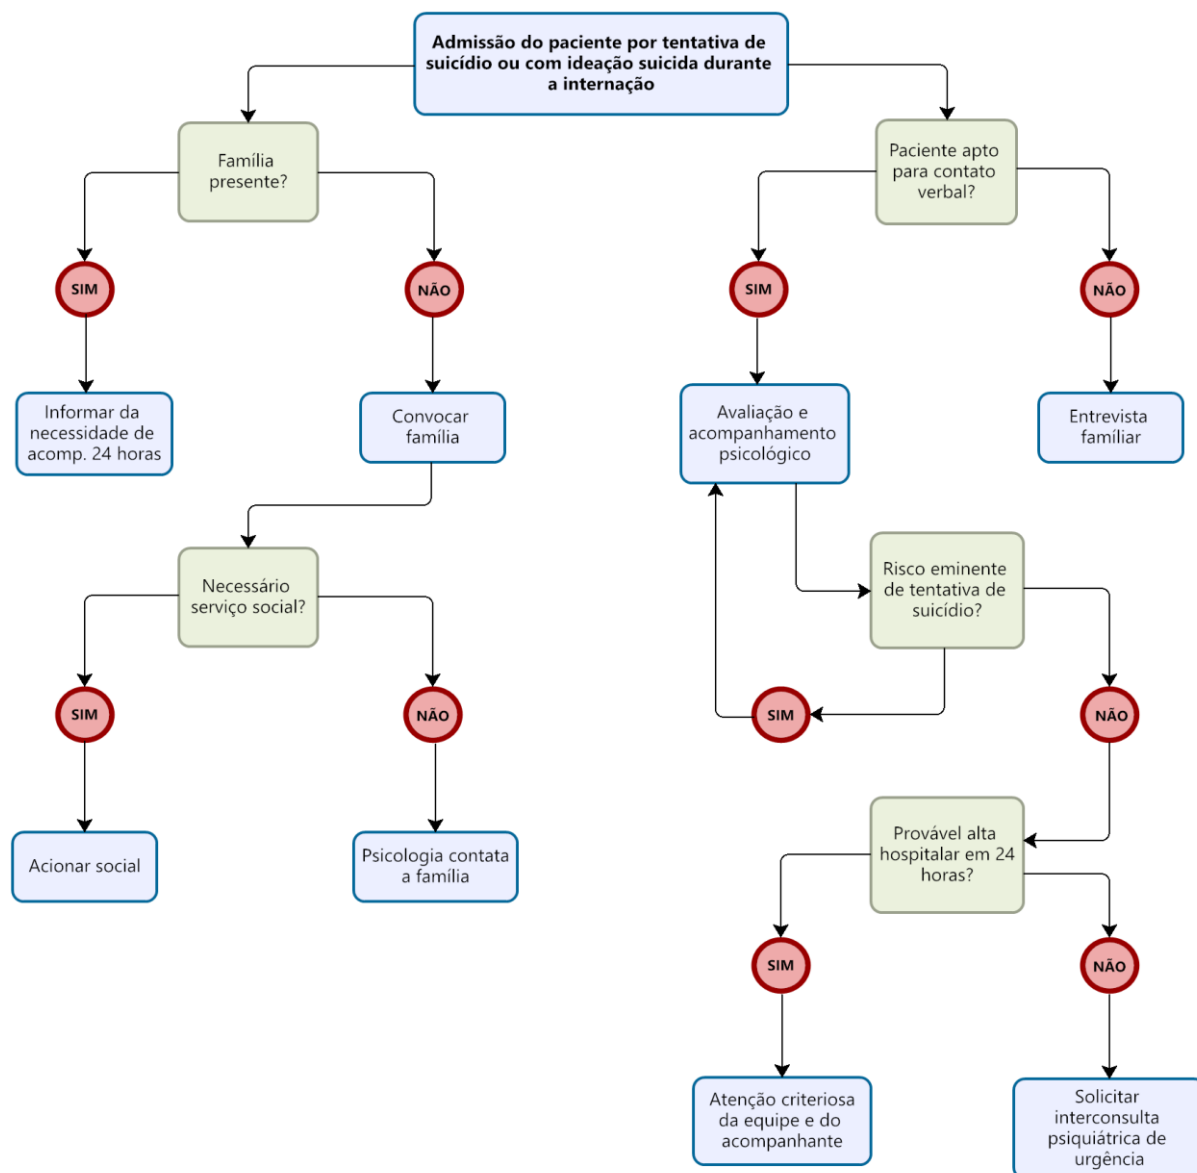 Admissão do paciente por tentativa de
suicídio ou com ideação suicida durante
a internação
Família
presente?
Paciente apto
para contato
verbal?
SIM
NÃO
SIM
NÃO
Informar da
necessidade de
acomp. 24 horas
Convocar
família
Avaliação e
acompanhamento
psicológico
Entrevista
famíliar
Necessário
serviço social?
Risco eminente
de tentativa de
suicídio?
SIM
NÃO
SIM
NÃO
Acionar social
Psicologia contata
a família
Provável alta
hospitalar em 24
horas?
SIM
NÃO
Atenção criteriosa
da equipe e do
acompanhante
Solicitar
interconsulta
psiquiátrica de
urgência